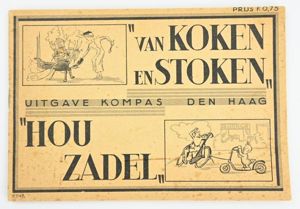 PRIJS F. 0,75
"VAN KOKEN
EN STOKEN"
UITGAVE KOMPAS DEN HAAG
"HOU
ZADEL"